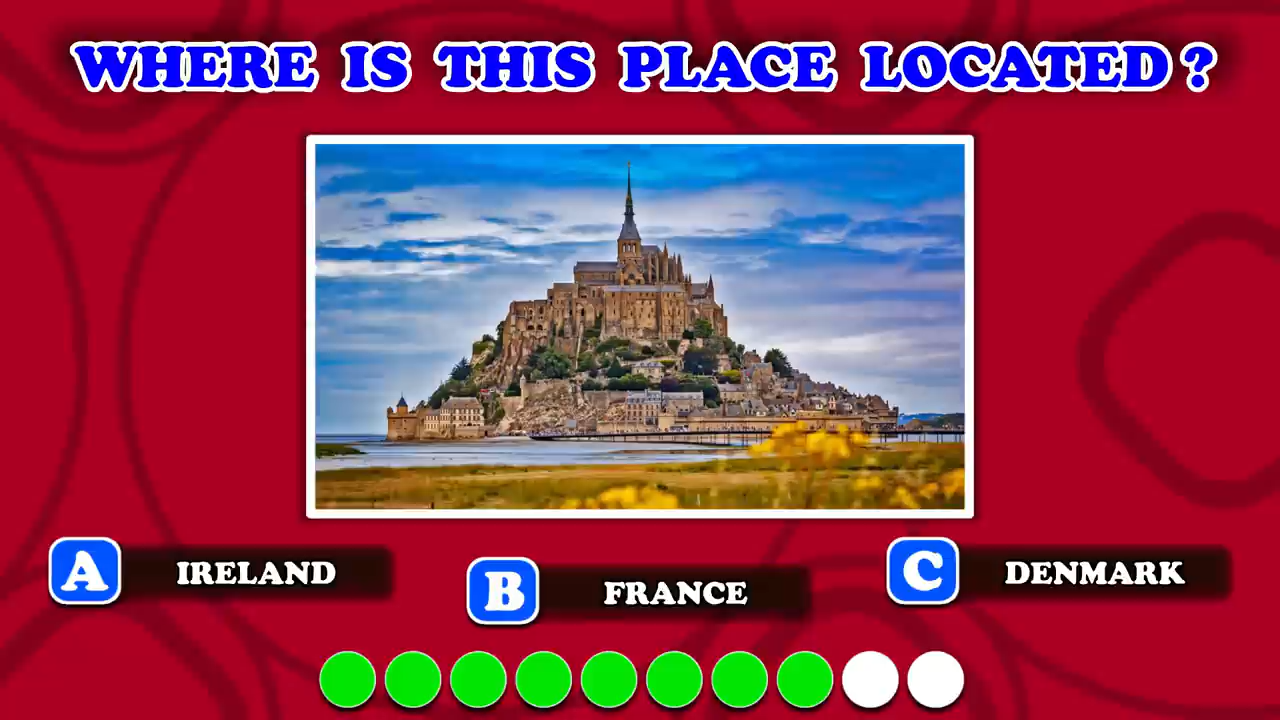 WHERE IS THIS PLACE LOCATED?
A IRELAND
B FRANCE
C DENMARK